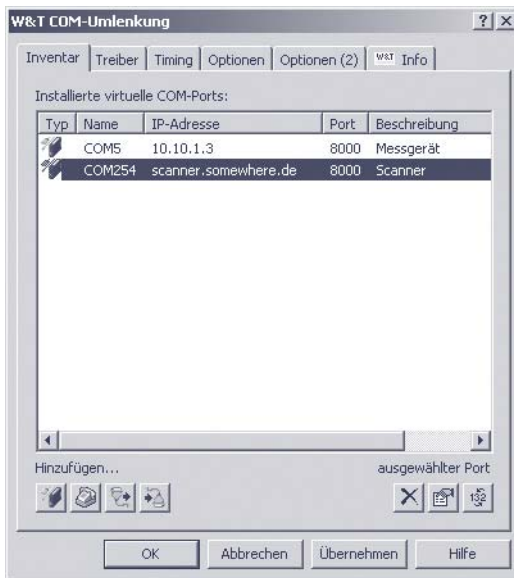 W&T COM-Umlenkung
Inventar Treiber Timing Optionen Optionen (2) W&T Info
Installierte virtuelle COM-Ports:
Typ Name IP-Adresse Port Beschreibung
COM5 10.10.1.3 8000 Messgerät
COM254 scanner.somewhere.de 8000 Scanner
Hinzufügen... ausgewählter Port
132
OK Abbrechen Übernehmen Hilfe